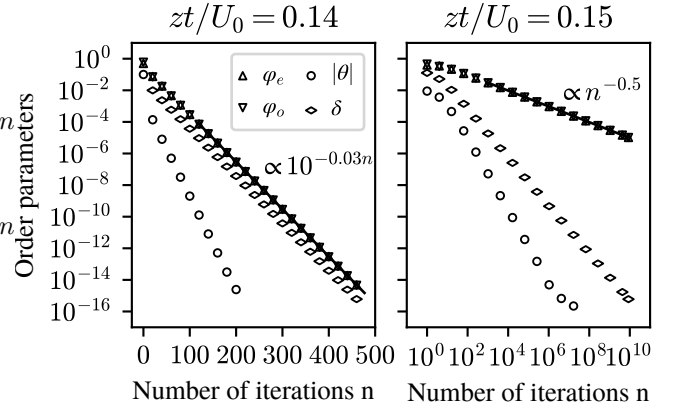 zt/U₀ = 0.14
zt/U₀ = 0.15
n
n
Order parameters
10⁰
10⁻²
10⁻⁴
10⁻⁶
10⁻⁸
10⁻¹⁰
10⁻¹²
10⁻¹⁴
10⁻¹⁶
φₑ |θ|
φₒ δ
∝10⁻⁰·⁰³ⁿ
∝ n⁻⁰·⁵
0 100 200 300 400 500
10⁰ 10² 10⁴ 10⁶ 10⁸ 10¹⁰
Number of iterations n
Number of iterations n